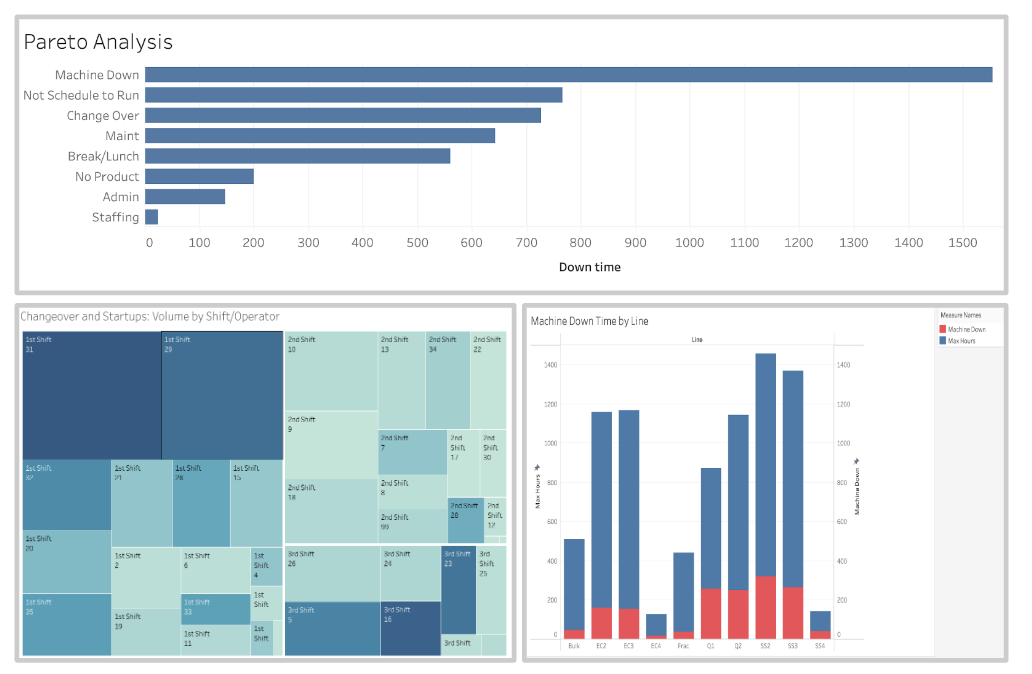 Pareto Analysis
Machine Down
Not Schedule to Run
Change Over
Maint
Break/Lunch
No Product
Admin
Staffing
0 100 200 300 400 500 600 700 800 900 1000 1100 1200 1300 1400 1500
Down time
Changeover and Startups: Volume by Shift/Operator
1st Shift
31
1st Shift
29
1st Shift
32
1st Shift
21
1st Shift
26
1st Shift
15
1st Shift
20
1st Shift
2
1st Shift
6
1st
Shift
4
1st Shift
35
1st Shift
19
1st Shift
33
1st Shift
11
1st
Shift
1st
Shift
2nd Shift
10
2nd Shift
13
2nd Shift
34
2nd Shift
22
2nd Shift
9
2nd Shift
7
2nd
Shift
17
2nd
Shift
30
2nd Shift
18
2nd Shift
8
2nd Shift
99
2nd Shift
28
2nd
Shift
12
3rd Shift
26
3rd Shift
24
3rd Shift
23
3rd
Shift
25
3rd Shift
5
3rd Shift
16
3rd Shift
Machine Down Time by Line
Line
1400
1200
1000
800
600
400
200
0
Max Hours
Bulk EC2 EC3 EC4 Frac Q1 Q2 SS2 SS3 SS4
1400
1200
1000
800
600
400
200
0
Machine Down
Measure Names
Machine Down
Max Hours